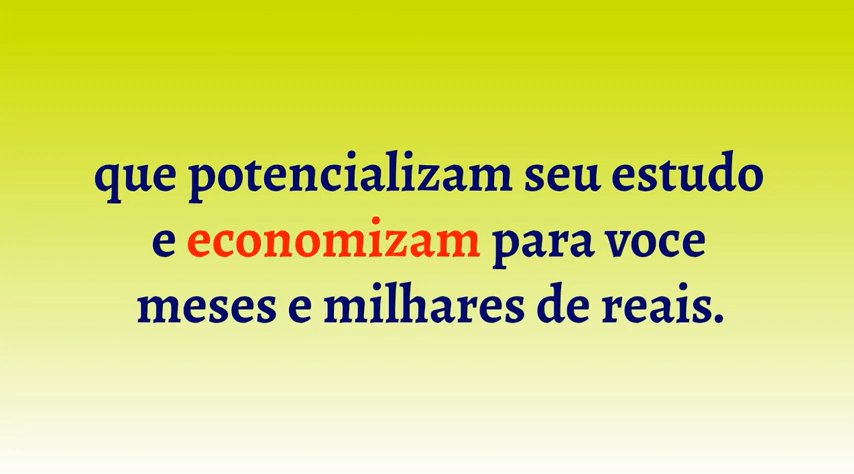 que potencializam seu estudo
e economizam para voce
meses e milhares de reais.